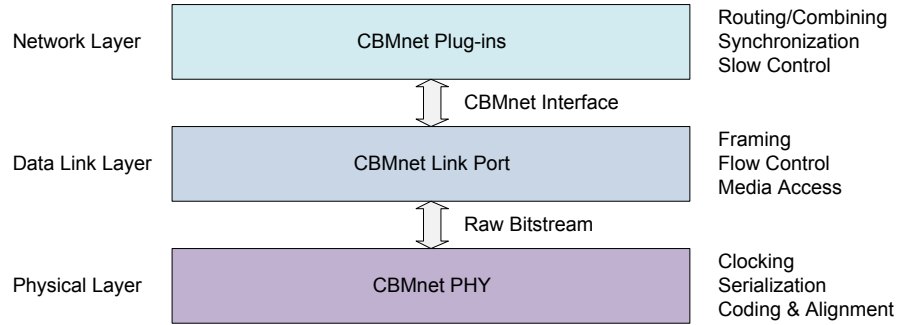 Network Layer
CBMnet Plug-ins
Routing/Combining
Synchronization
Slow Control
CBMnet Interface
Data Link Layer
CBMnet Link Port
Framing
Flow Control
Media Access
Raw Bitstream
Physical Layer
CBMnet PHY
Clocking
Serialization
Coding & Alignment